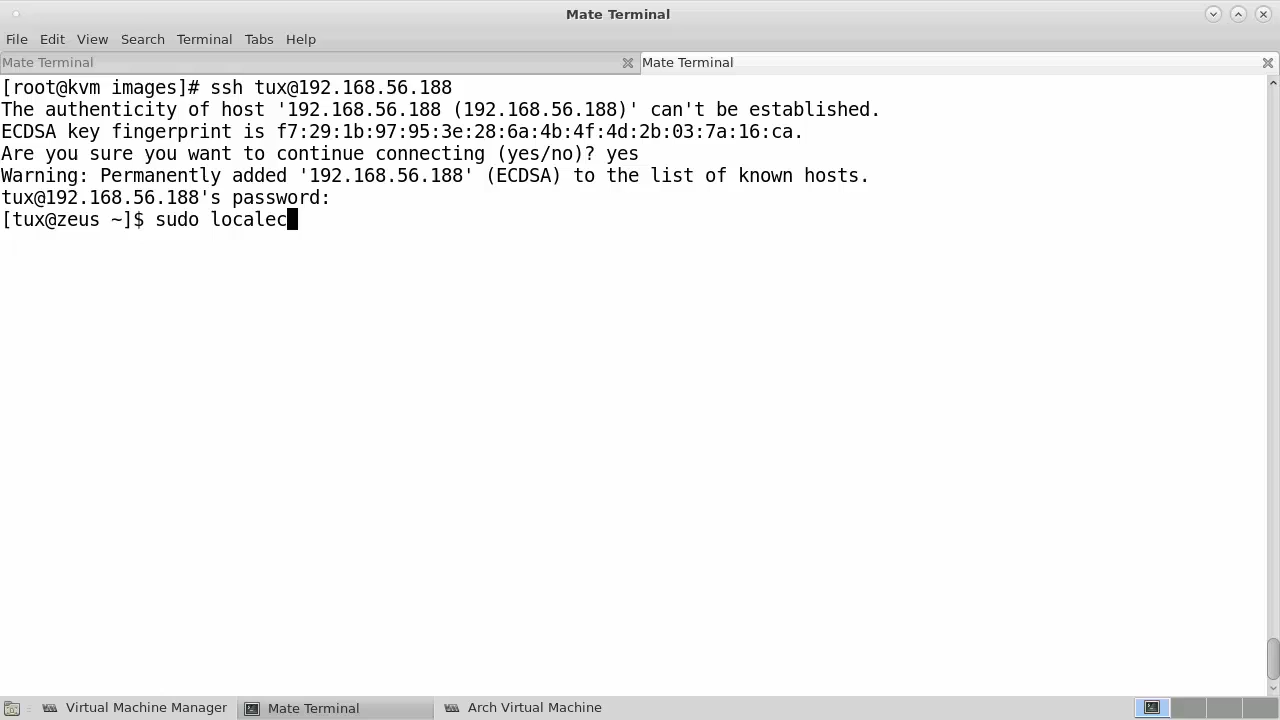 Mate Terminal
File Edit View Search Terminal Tabs Help
Mate Terminal Mate Terminal
[root@kvm images]# ssh tux@192.168.56.188
The authenticity of host '192.168.56.188 (192.168.56.188)' can't be established.
ECDSA key fingerprint is f7:29:1b:97:95:3e:28:6a:4b:4f:4d:2b:03:7a:16:ca.
Are you sure you want to continue connecting (yes/no)? yes
Warning: Permanently added '192.168.56.188' (ECDSA) to the list of known hosts.
tux@192.168.56.188's password:
[tux@zeus ~]$ sudo localec
Virtual Machine Manager Mate Terminal Arch Virtual Machine